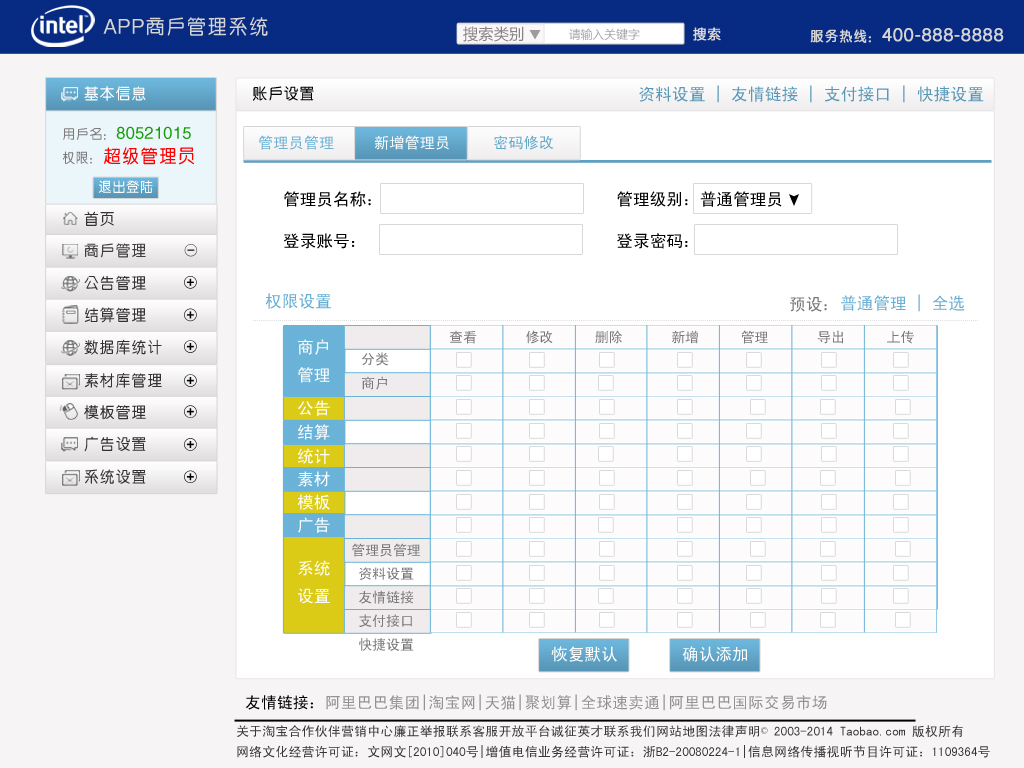 intel APP商戶管理系统
搜索类别▼ 请输入关键字 搜索 服务热线: 400-888-8888
基本信息
用戶名: 80521015
权限: 超级管理员
退出登陆
首页
商戶管理
公告管理
结算管理
数据库统计
素材库管理
模板管理
广告设置
系统设置
账戶设置 资料设置 | 友情链接 | 支付接口 | 快捷设置
管理员管理 新增管理员 密码修改
管理员名称: 管理级别: 普通管理员 ▼
登录账号: 登录密码:
权限设置 预设: 普通管理 | 全选
查看 修改 删除 新增 管理 导出 上传
商户
管理
分类
商户
公告
结算
统计
素材
模板
广告
系统
设置
管理员管理
资料设置
友情链接
支付接口
快捷设置
恢复默认 确认添加
友情链接: 阿里巴巴集团|淘宝网|天猫|聚划算|全球速卖通|阿里巴巴国际交易市场
关于淘宝合作伙伴营销中心廉正举报联系客服开放平台诚征英才联系我们网站地图法律声明© 2003-2014 Taobao.com 版权所有
网络文化经营许可证: 文网文[2010]040号|增值电信业务经营许可证: 浙B2-20080224-1|信息网络传播视听节目许可证: 1109364号